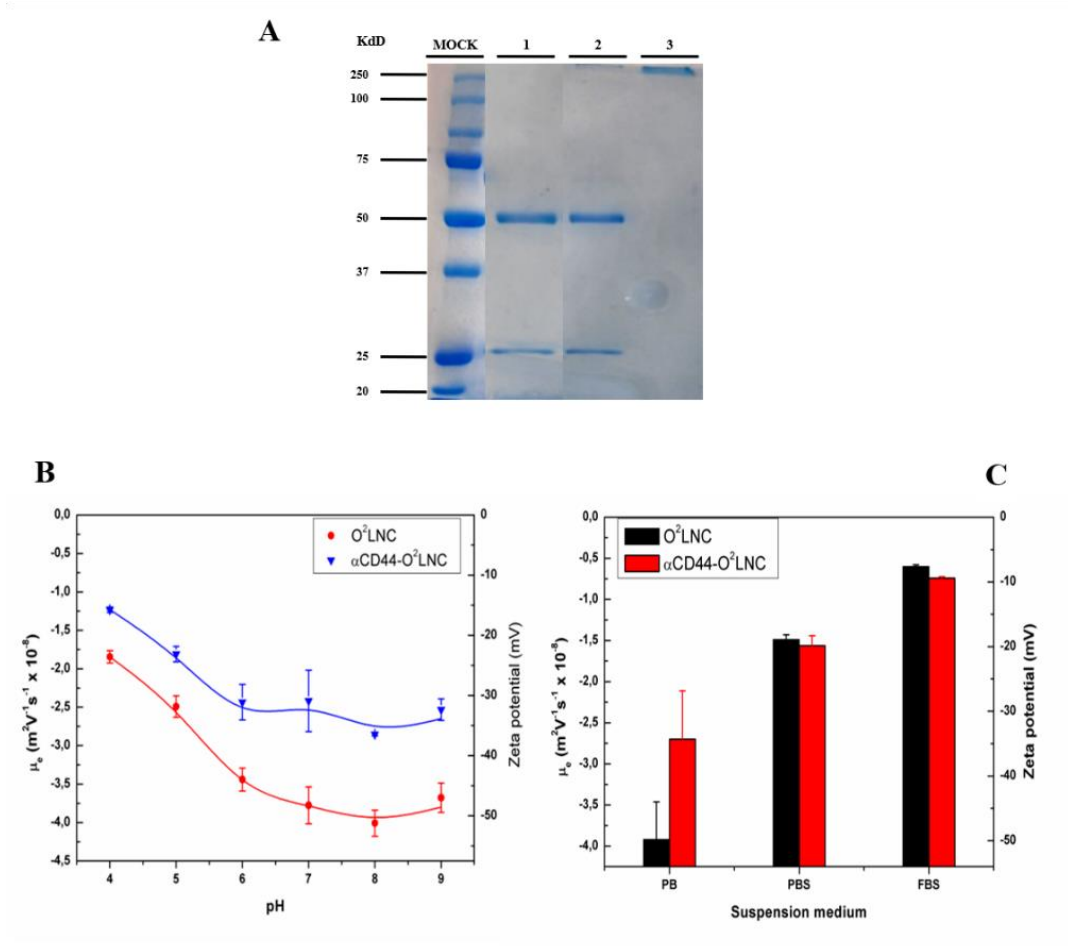 A
KdD MOCK 1 2 3
250
100
75
50
37
25
20
B
C
0,0
-0,5
-1,0
-1,5
-2,0
-2,5
-3,0
-3,5
-4,0
-4,5
μe (m²V⁻¹s⁻¹ x 10⁻⁸)
O²LNC
αCD44-O²LNC
0
-10
-20
-30
-40
-50
Zeta potential (mV)
4 5 6 7 8 9
pH
0,0
-0,5
-1,0
-1,5
-2,0
-2,5
-3,0
-3,5
-4,0
μe (m²V⁻¹s⁻¹ x 10⁻⁸)
O²LNC
αCD44-O²LNC
0
-10
-20
-30
-40
-50
Zeta potential (mV)
PB PBS FBS
Suspension medium